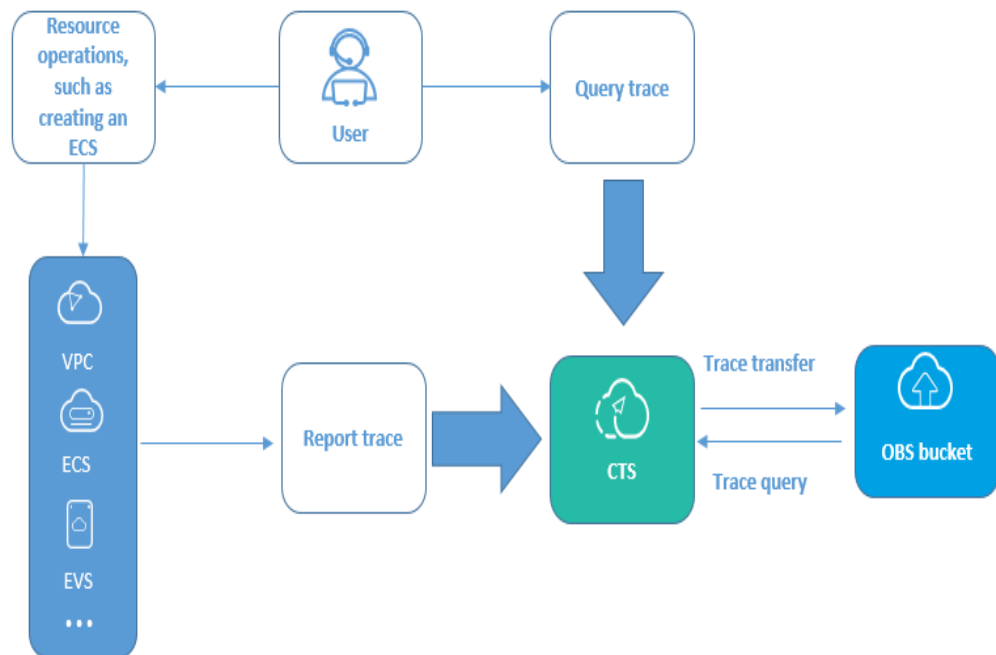 Resource
operations,
such as
creating an
ECS
User
Query trace
VPC
ECS
EVS
Report trace
CTS
Trace transfer
Trace query
OBS bucket